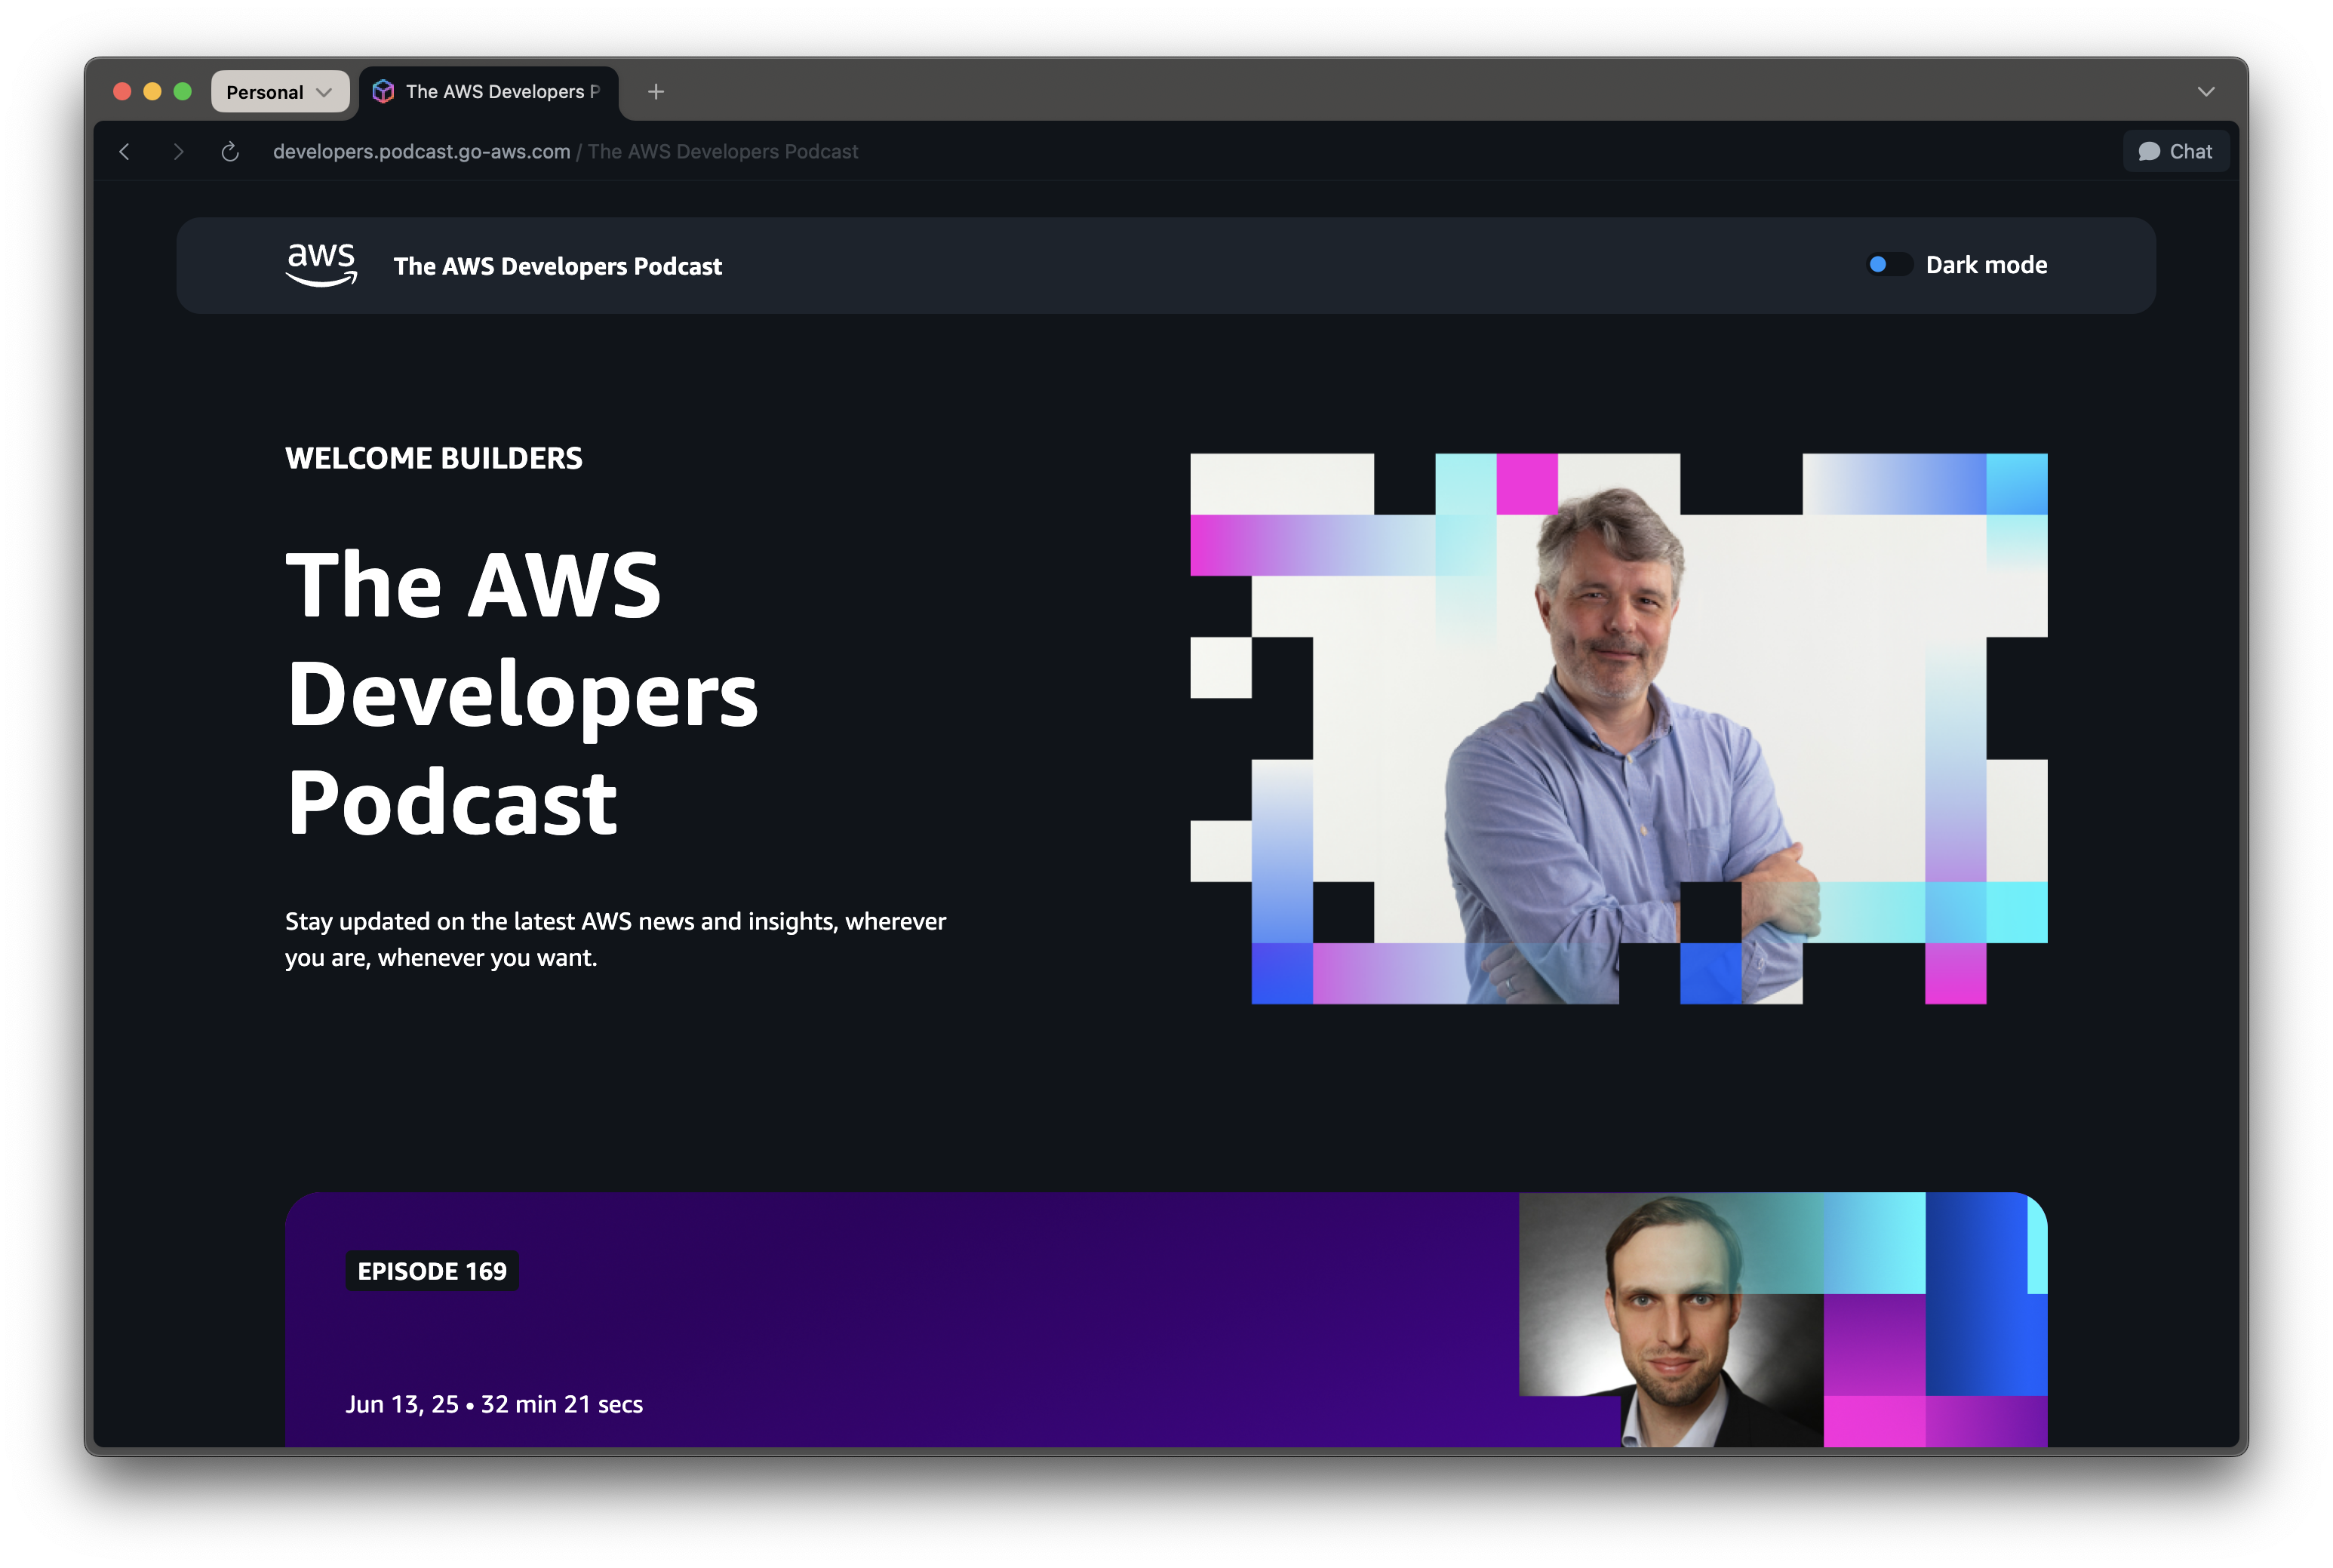 Personal
The AWS Developers P
developers.podcast.go-aws.com / The AWS Developers Podcast
Chat
aws
The AWS Developers Podcast
Dark mode
WELCOME BUILDERS
The AWS
Developers
Podcast
Stay updated on the latest AWS news and insights, wherever
you are, whenever you want.
EPISODE 169
Jun 13, 25 • 32 min 21 secs